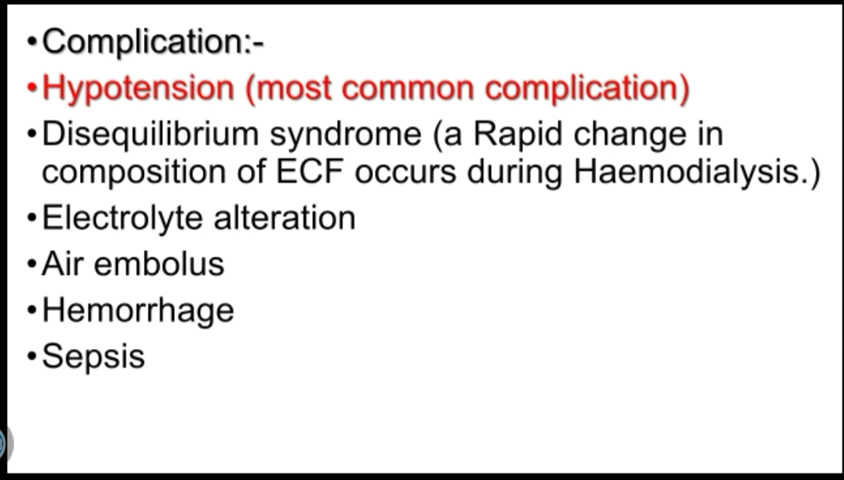 •Complication:-
•Hypotension (most common complication)
•Disequilibrium syndrome (a Rapid change in
composition of ECF occurs during Haemodialysis.)
•Electrolyte alteration
•Air embolus
•Hemorrhage
•Sepsis